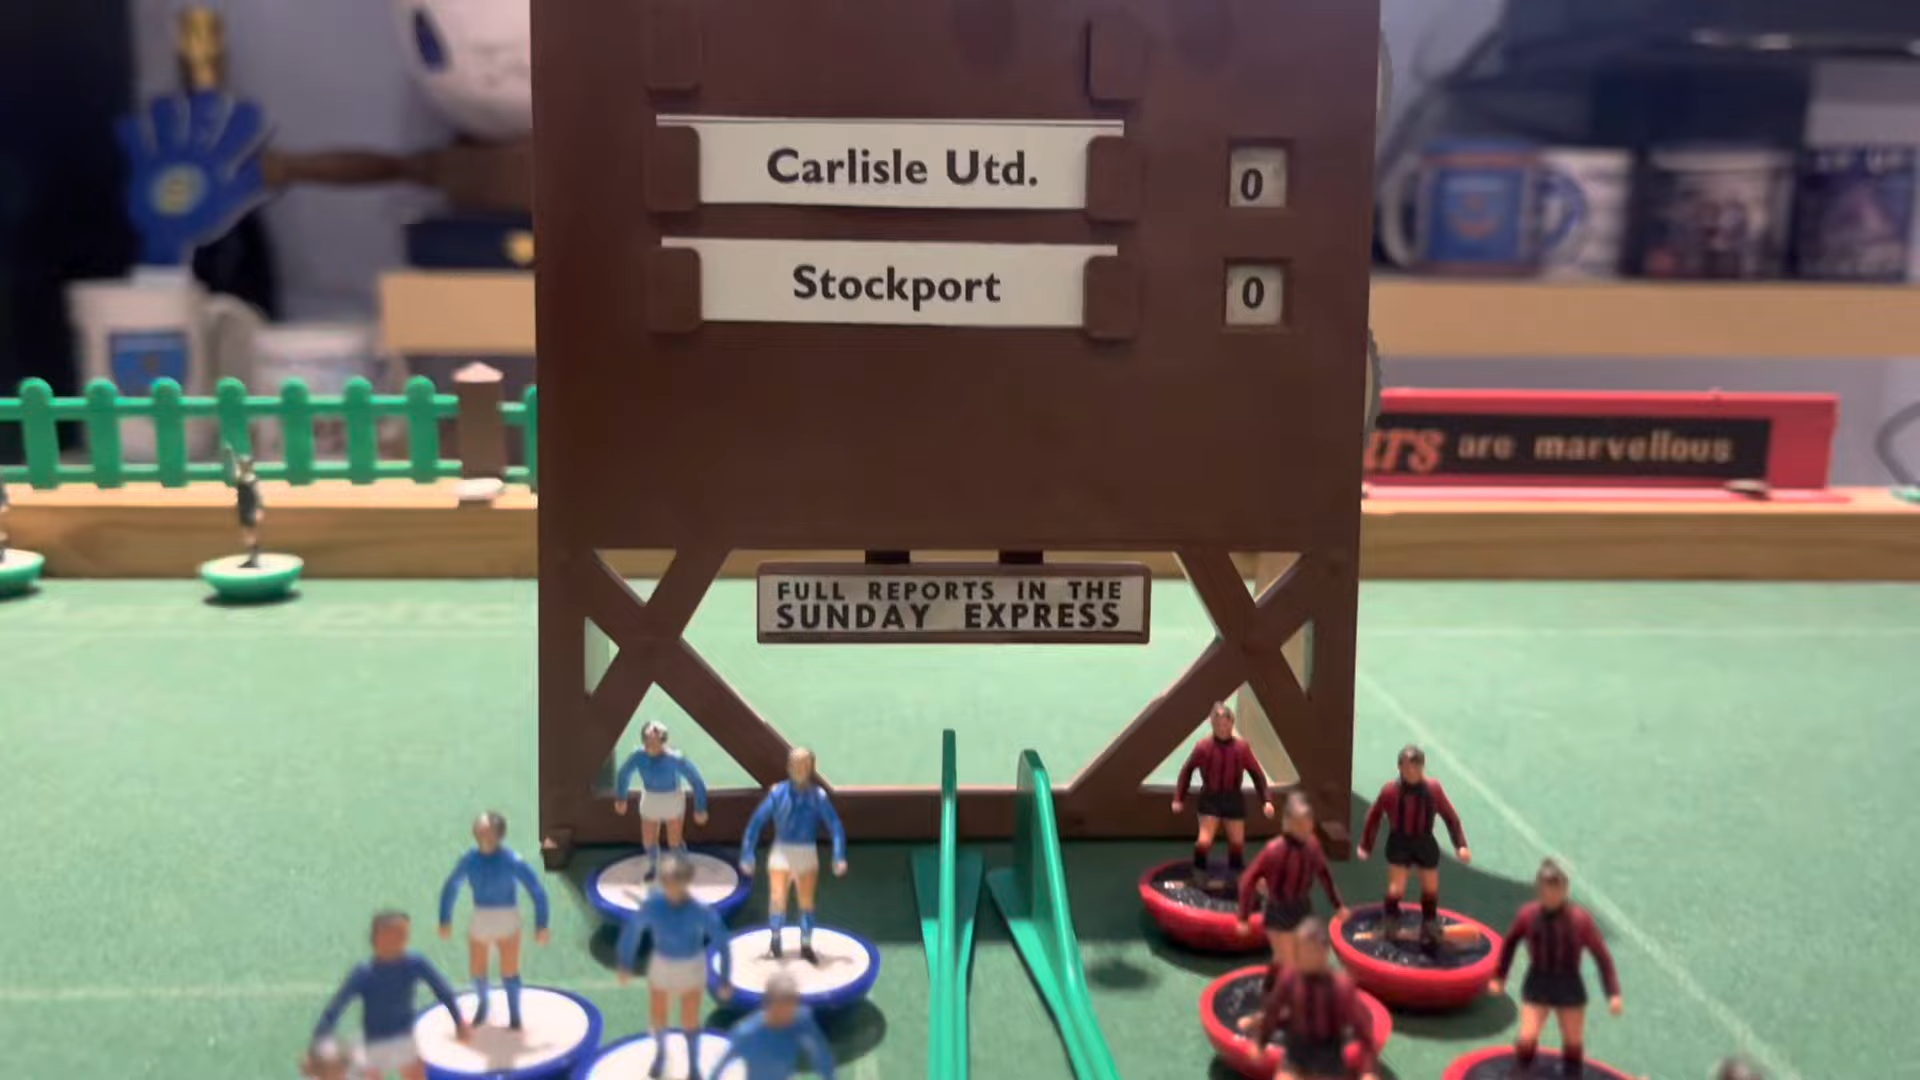 Carlisle Utd. 0
Stockport 0
are marvellous
FULL REPORTS IN THE
SUNDAY EXPRESS